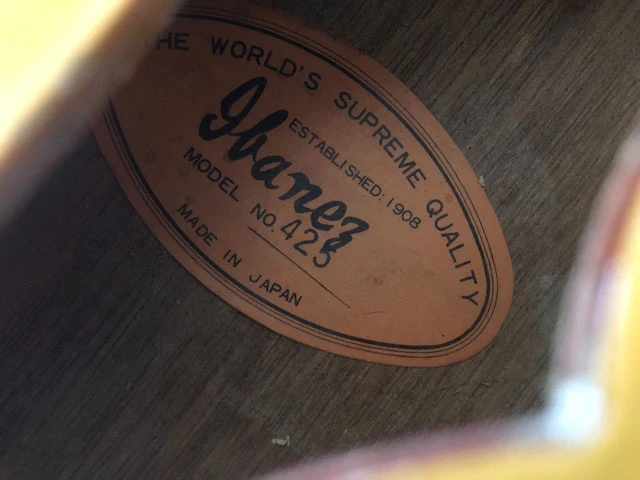 HE WORLD'S SUPREME QUALITY
Ibanez
ESTABLISHED: 1908
MODEL NO. 423
MADE IN JAPAN